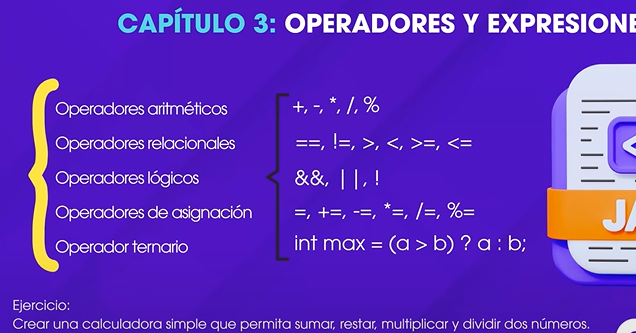 CAPÍTULO 3: OPERADORES Y EXPRESIONE
Operadores aritméticos +, -, *, /, %
Operadores relacionales ==, !=, >, <, >=, <=
Operadores lógicos &&, ||, !
Operadores de asignación =, +=, -=, *=, /=, %=
Operador ternario int max = (a > b) ? a : b;
<
JA
Ejercicio:
Crear una calculadora simple que permita sumar, restar, multiplicar y dividir dos números.